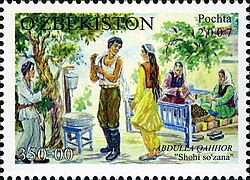 O'ZBEKISTON
Pochta
2007
350-00
ABDULLA QAHHOR
"Shohi so'zana"